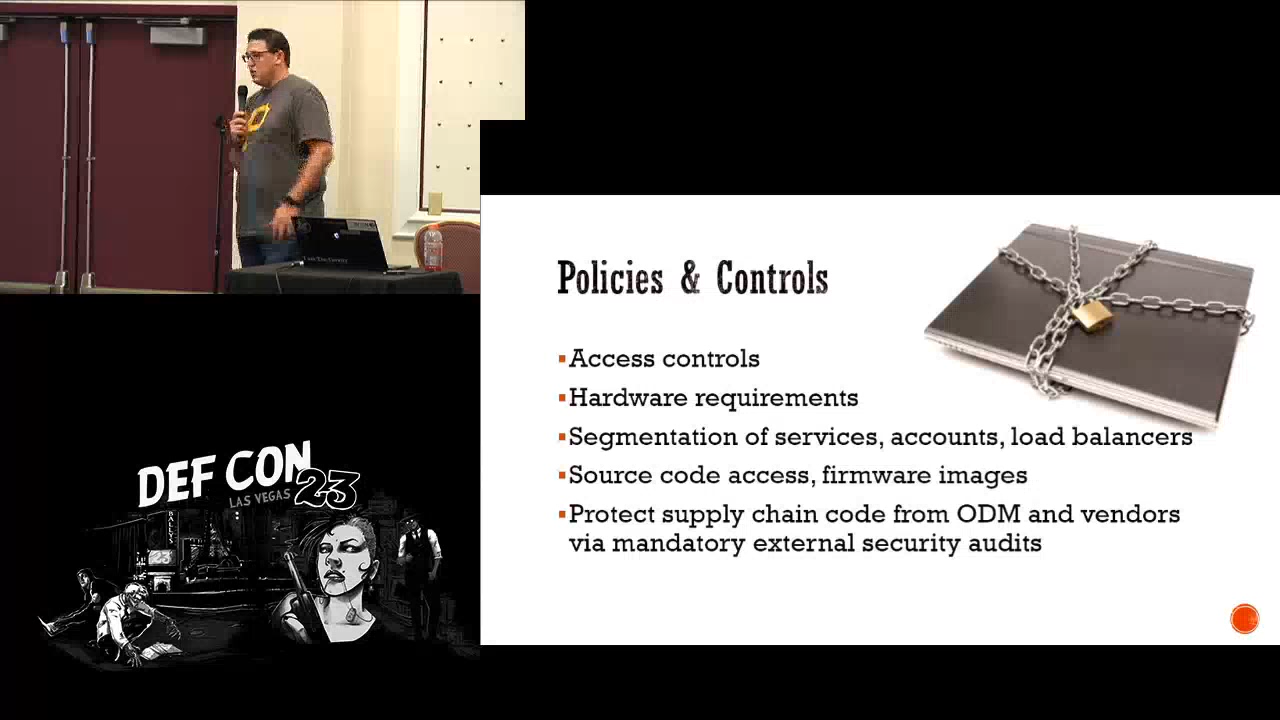 Policies & Controls
▪Access controls
▪Hardware requirements
▪Segmentation of services, accounts, load balancers
▪Source code access, firmware images
▪Protect supply chain code from ODM and vendors
via mandatory external security audits
DEF CON
LAS VEGAS 23
BALLY'S